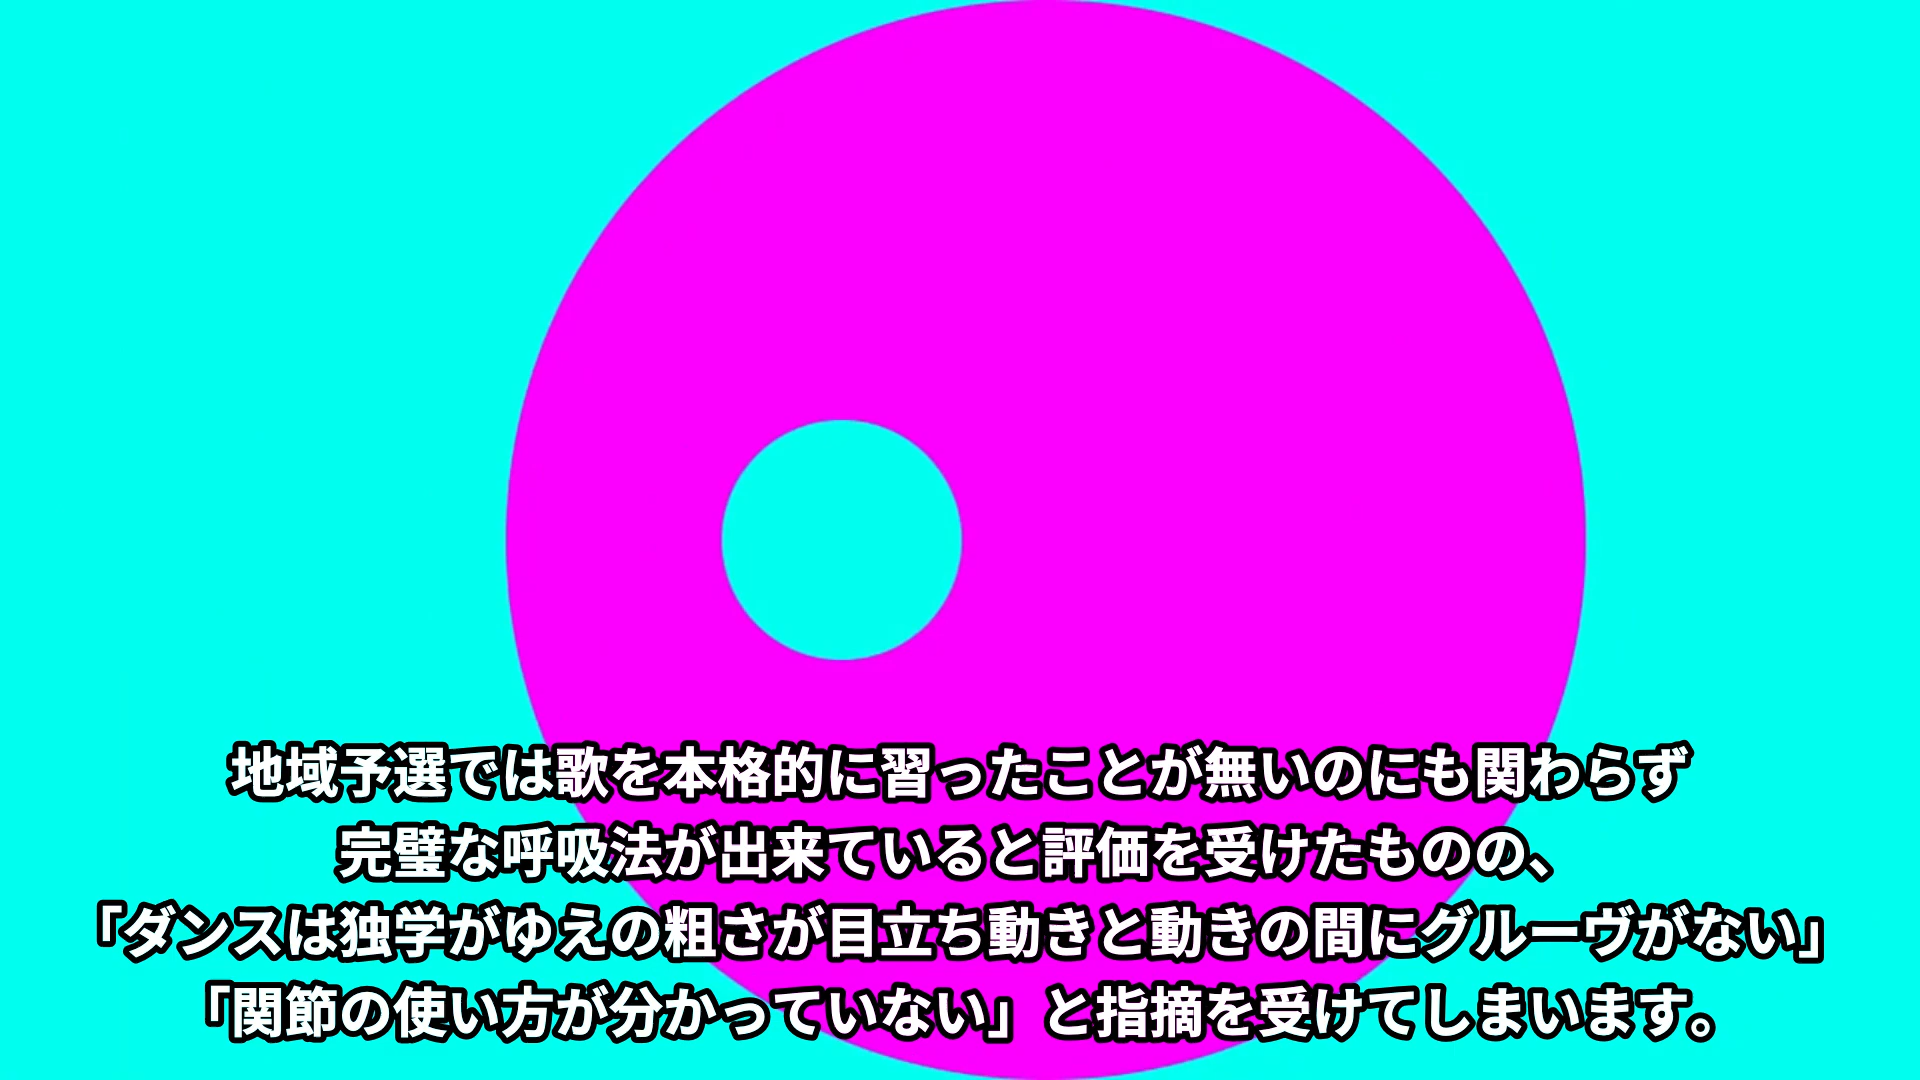 地域予選では歌を本格的に習ったことが無いのにも関わらず
完璧な呼吸法が出来ていると評価を受けたものの、
「ダンスは独学がゆえの粗さが目立ち動きと動きの間にグルーヴがない」
「関節の使い方が分かっていない」と指摘を受けてしまいます。